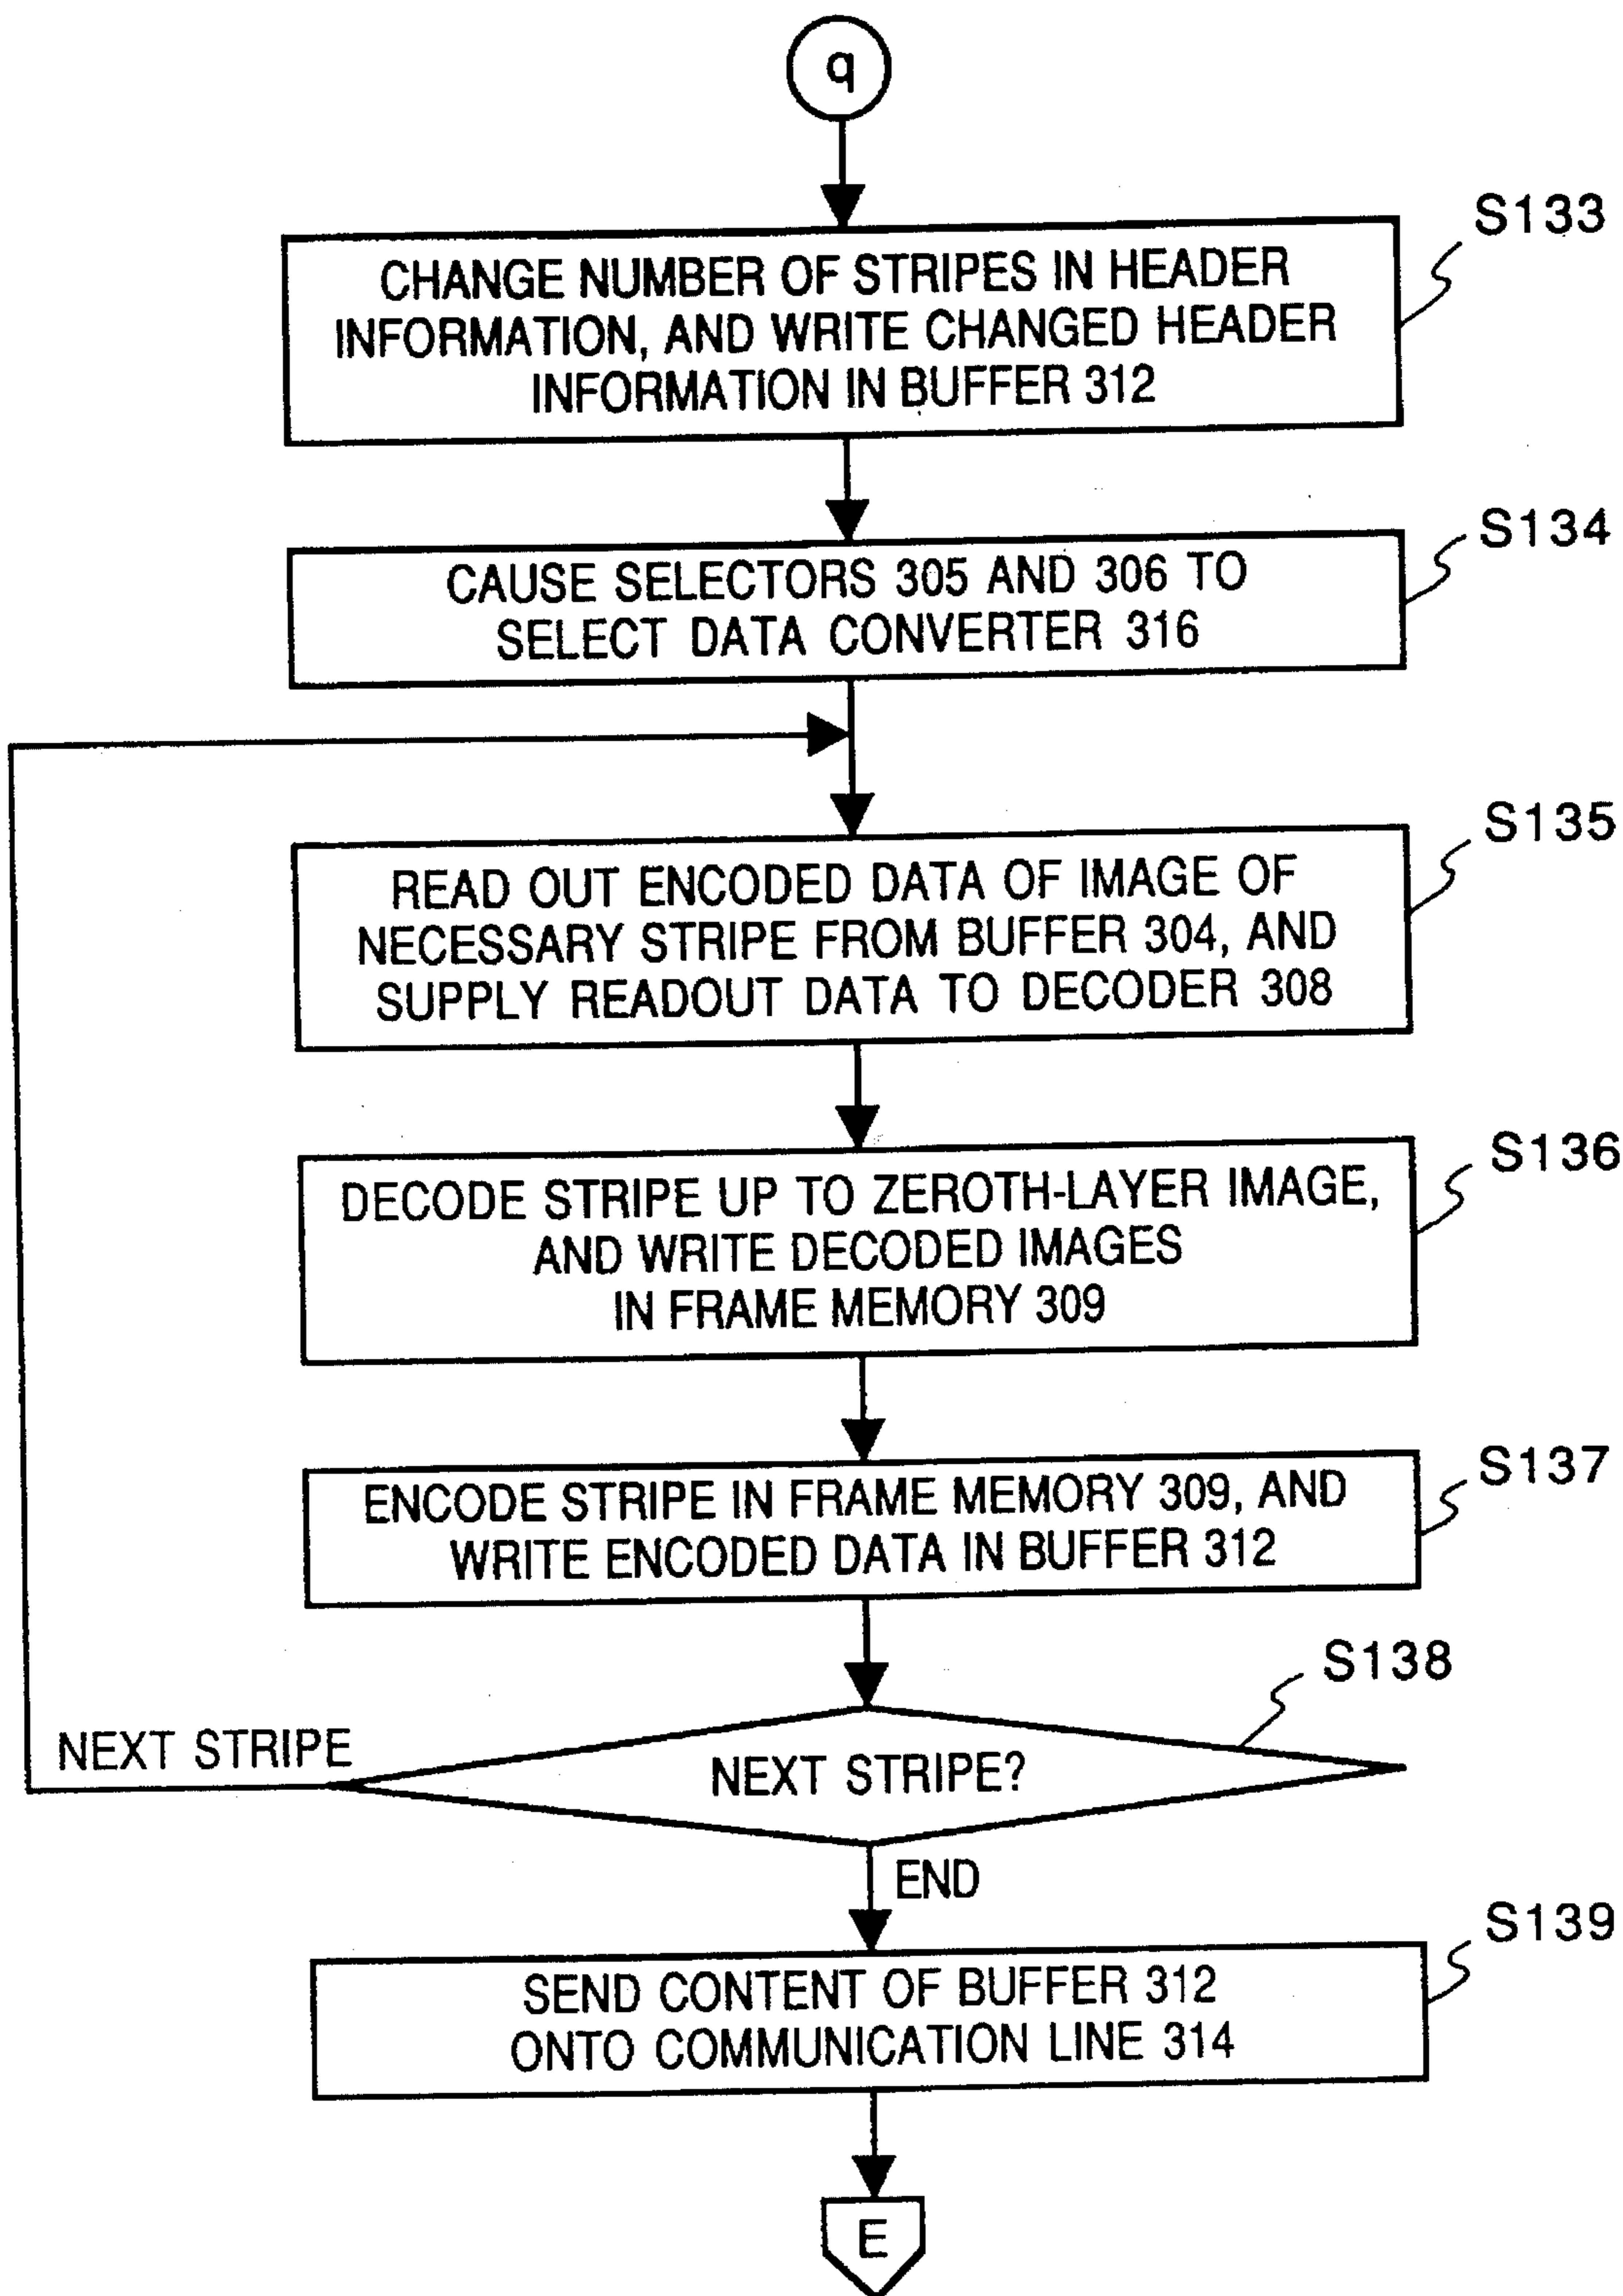 q
S133
CHANGE NUMBER OF STRIPES IN HEADER
INFORMATION, AND WRITE CHANGED HEADER
INFORMATION IN BUFFER 312
S134
CAUSE SELECTORS 305 AND 306 TO
SELECT DATA CONVERTER 316
S135
READ OUT ENCODED DATA OF IMAGE OF
NECESSARY STRIPE FROM BUFFER 304, AND
SUPPLY READOUT DATA TO DECODER 308
S136
DECODE STRIPE UP TO ZEROTH-LAYER IMAGE,
AND WRITE DECODED IMAGES
IN FRAME MEMORY 309
S137
ENCODE STRIPE IN FRAME MEMORY 309, AND
WRITE ENCODED DATA IN BUFFER 312
S138
NEXT STRIPE
NEXT STRIPE?
END
S139
SEND CONTENT OF BUFFER 312
ONTO COMMUNICATION LINE 314
E